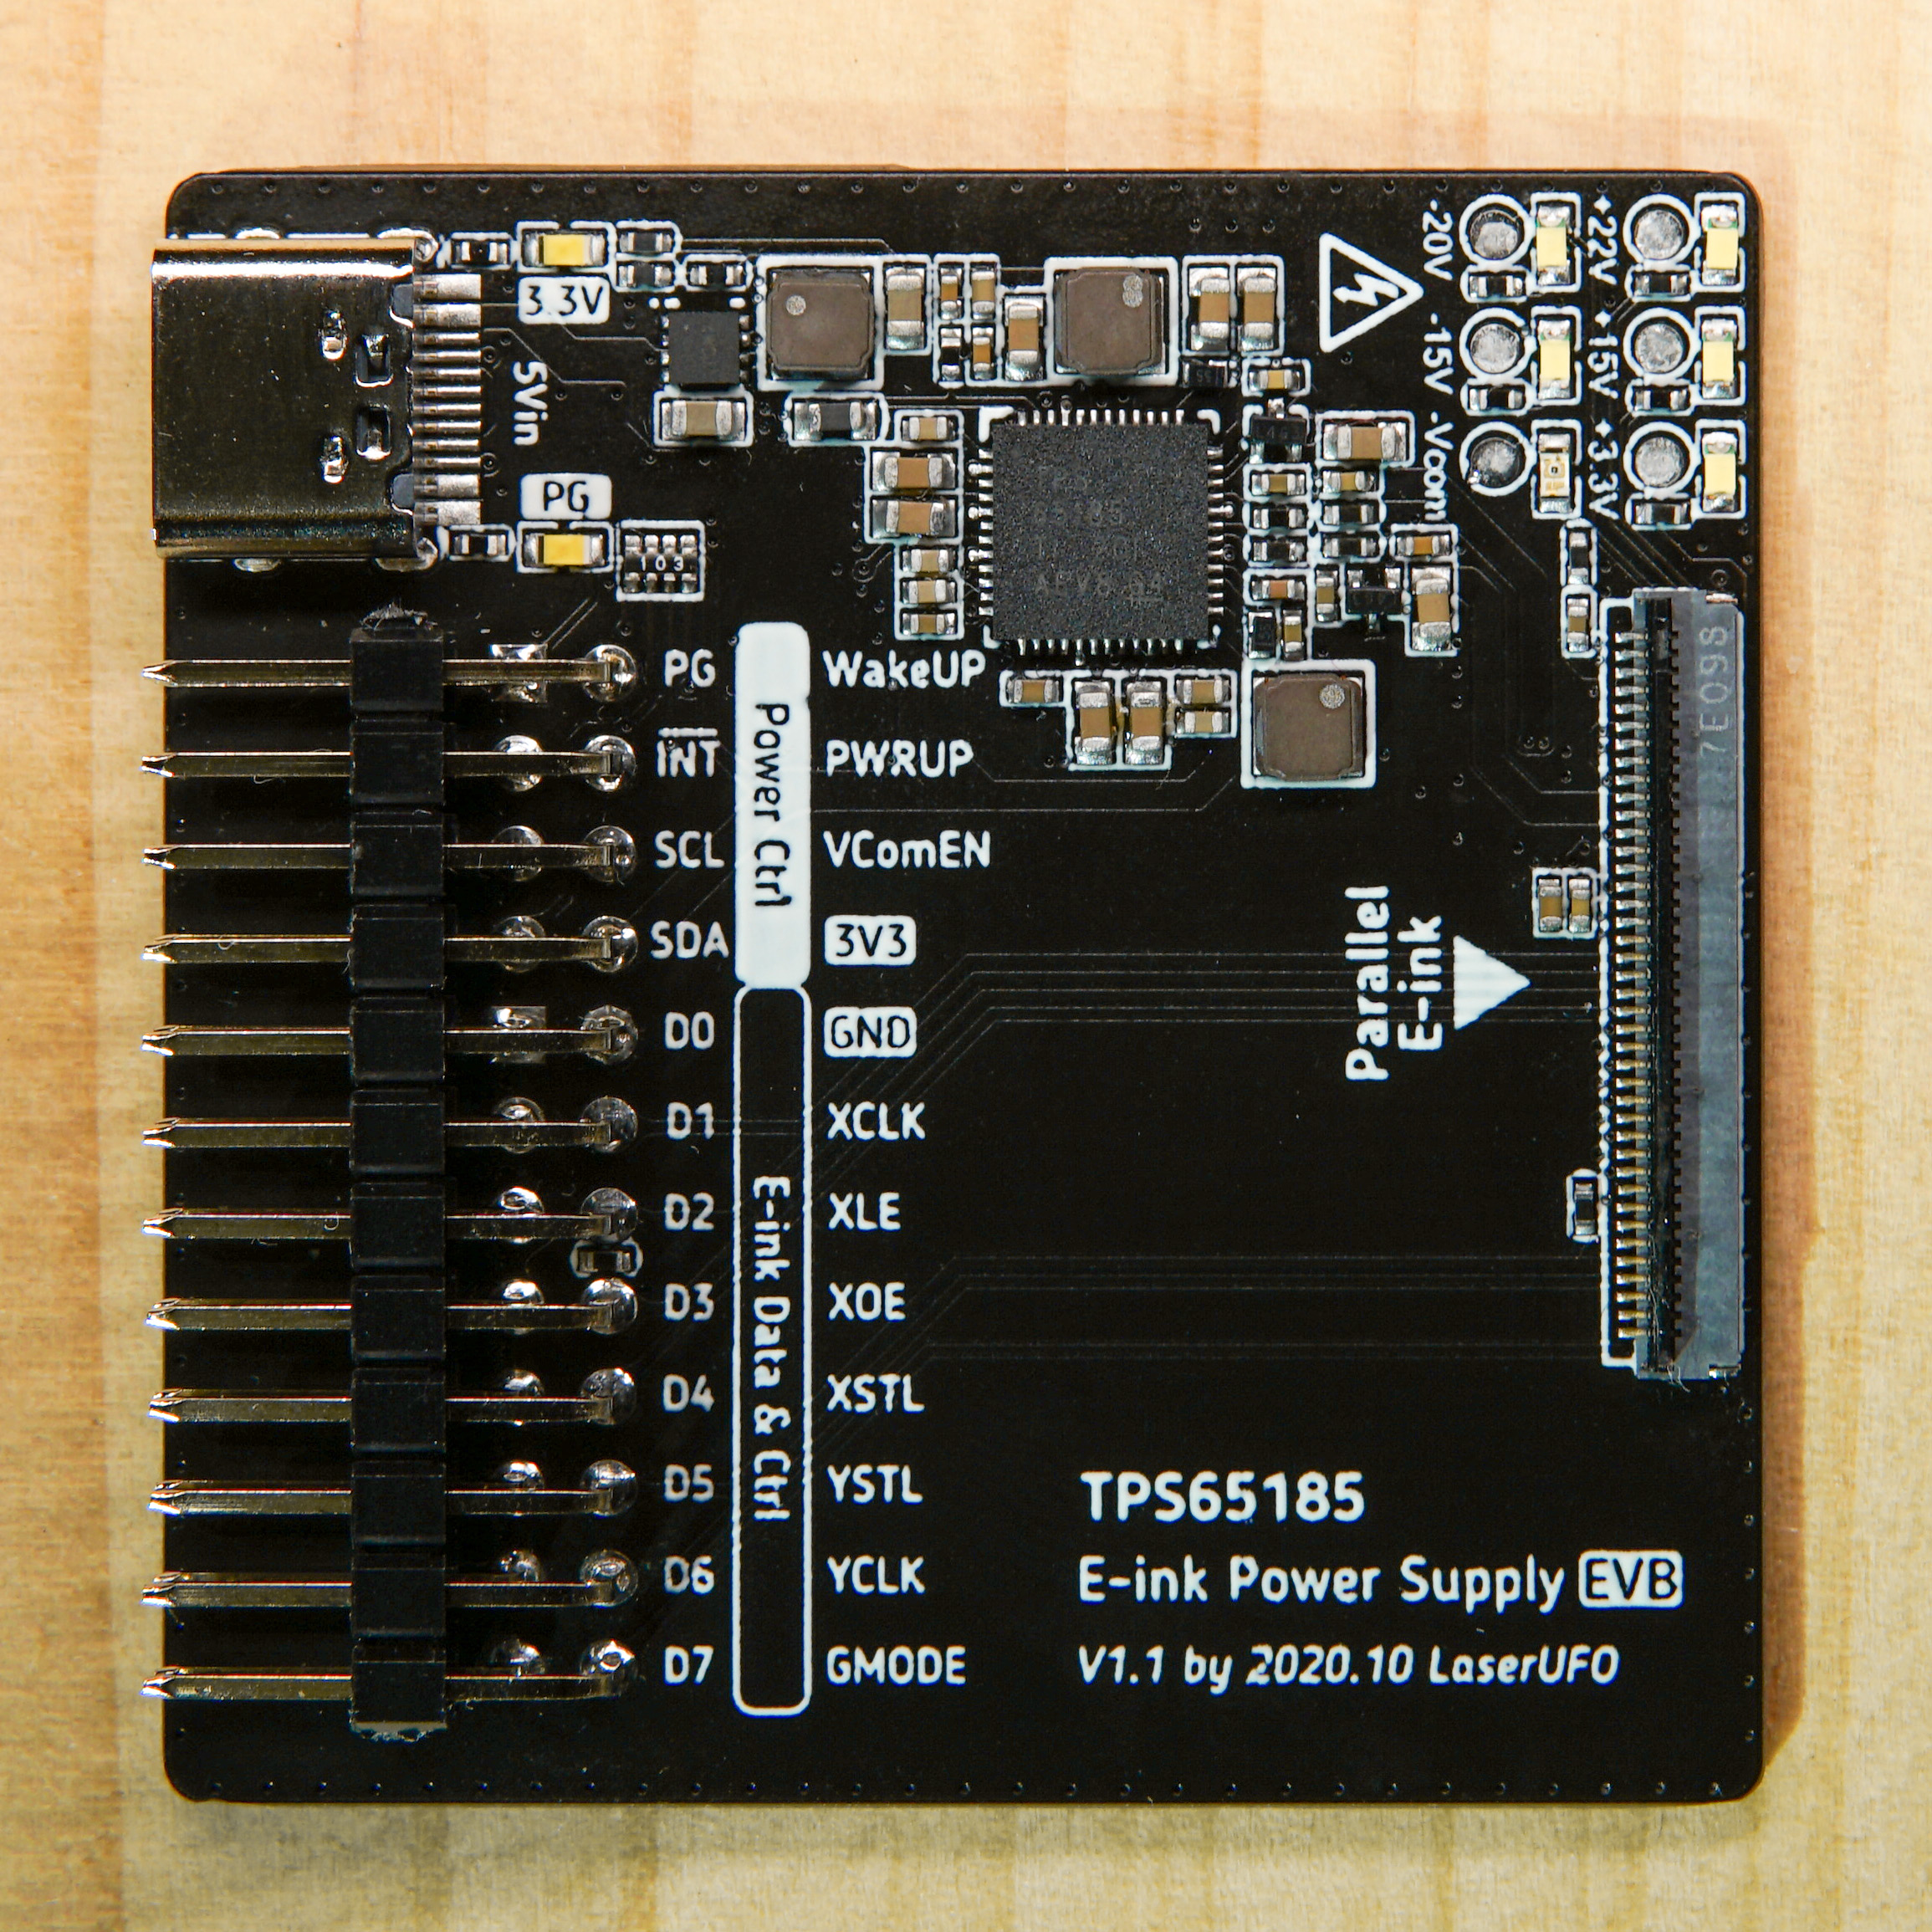 3.3V
5Vin
PG
103
-20V
+22V
-15V
+15V
-Vcom
+3.3V
PG
WakeUP
INT
PWRUP
SCL
VComEN
SDA
3V3
D0
GND
D1
XCLK
D2
XLE
D3
XOE
D4
XSTL
D5
YSTL
D6
YCLK
D7
GMODE
Power Ctrl
E-ink Data & Ctrl
Parallel
E-ink
TPS65185
E-ink Power Supply EVB
V1.1 by 2020.10 LaserUFO